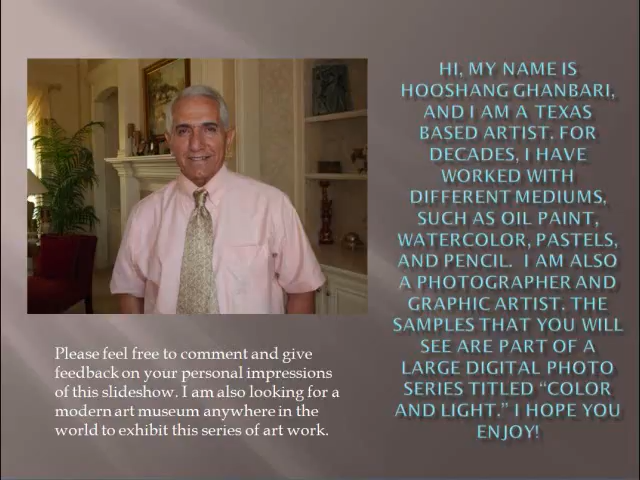 HI, MY NAME IS
HOOSHANG GHANBARI,
AND I AM A TEXAS
BASED ARTIST. FOR
DECADES, I HAVE
WORKED WITH
DIFFERENT MEDIUMS,
SUCH AS OIL PAINT,
WATERCOLOR, PASTELS,
AND PENCIL. I AM ALSO
A PHOTOGRAPHER AND
GRAPHIC ARTIST. THE
SAMPLES THAT YOU WILL
SEE ARE PART OF A
LARGE DIGITAL PHOTO
SERIES TITLED “COLOR
AND LIGHT.” I HOPE YOU
ENJOY!
Please feel free to comment and give
feedback on your personal impressions
of this slideshow. I am also looking for a
modern art museum anywhere in the
world to exhibit this series of art work.